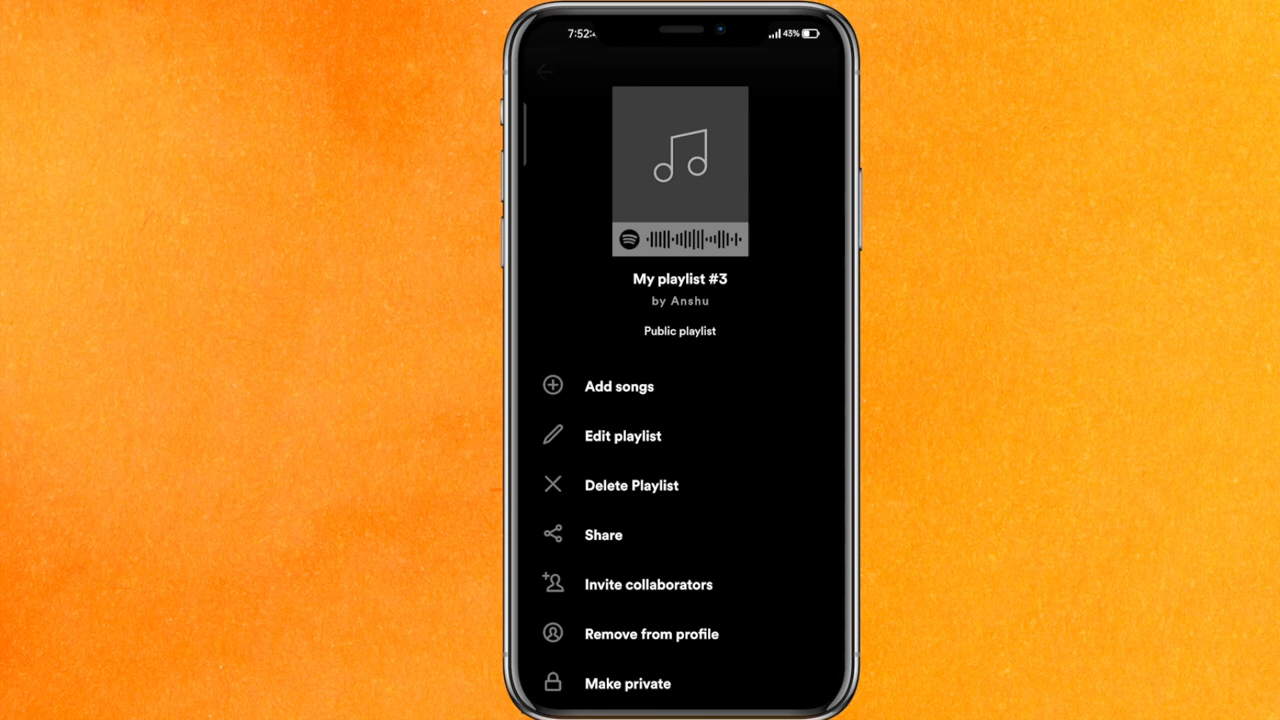 7:52:
43%
My playlist #3
by Anshu
Public playlist
Add songs
Edit playlist
Delete Playlist
Share
Invite collaborators
Remove from profile
Make private